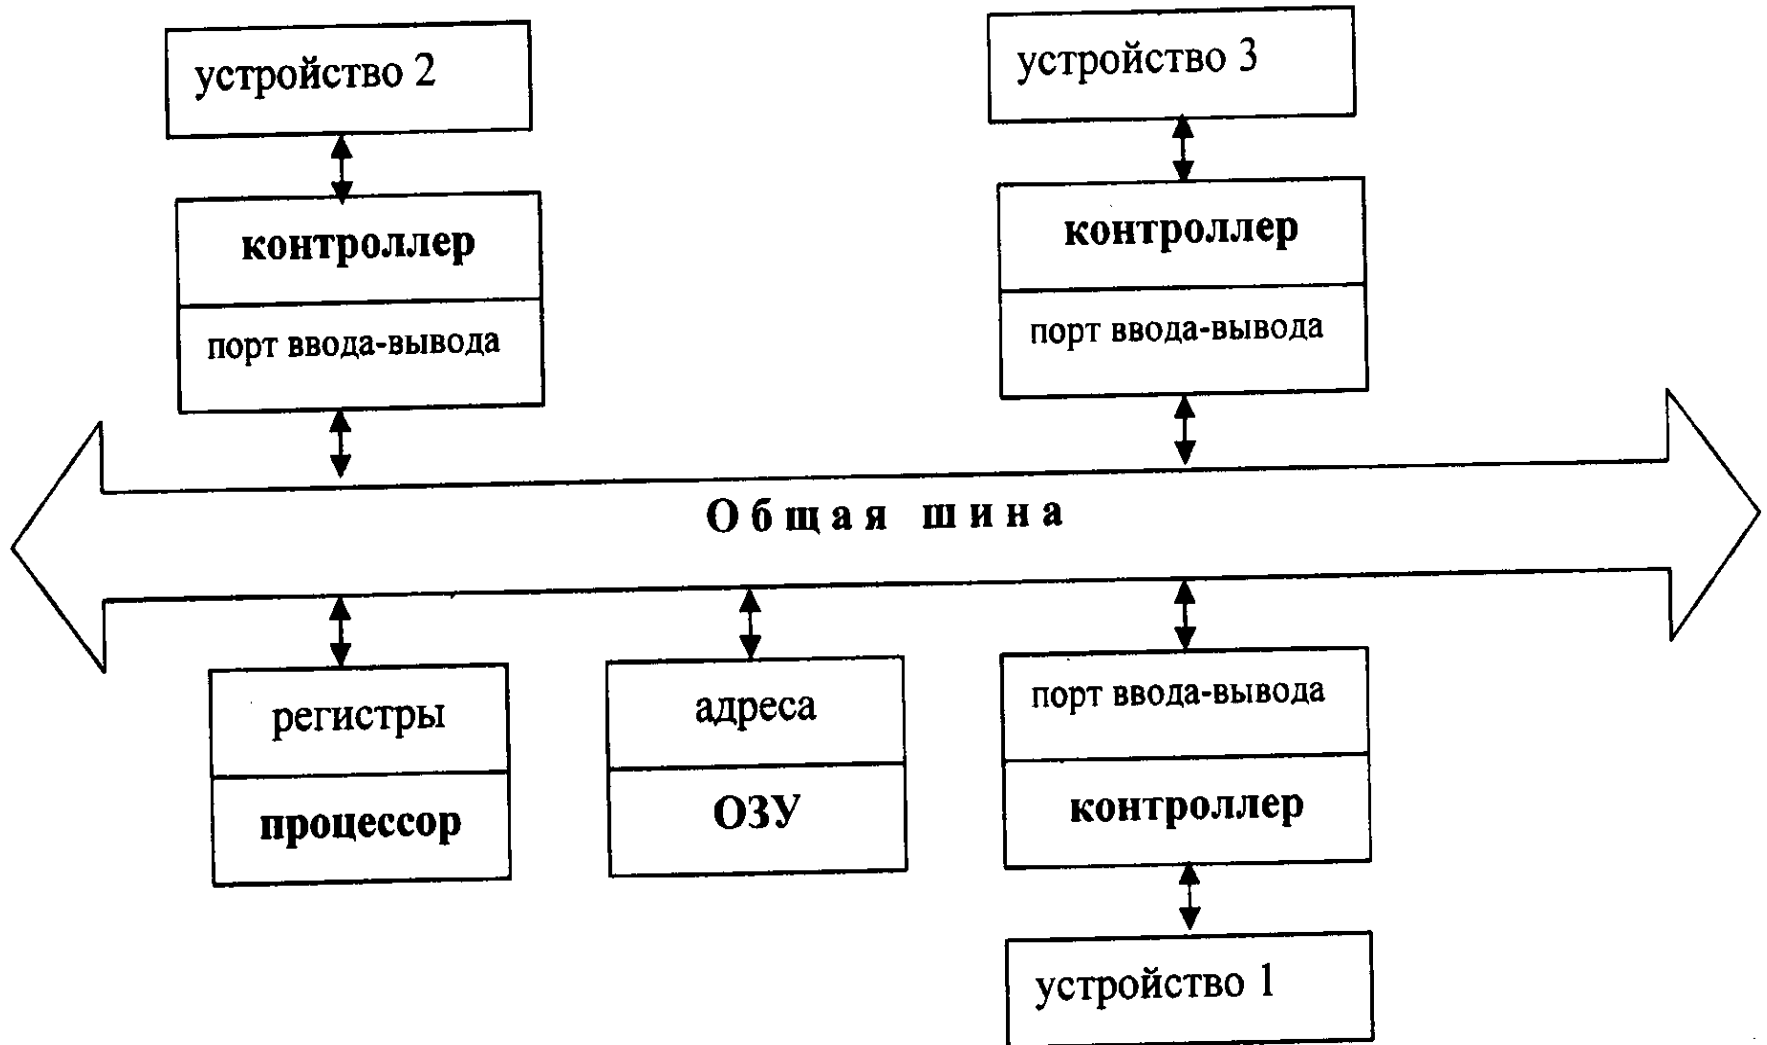 устройство 2
устройство 3
контроллер
контроллер
порт ввода-вывода
порт ввода-вывода
Общая шина
регистры
адреса
порт ввода-вывода
процессор
ОЗУ
контроллер
устройство 1